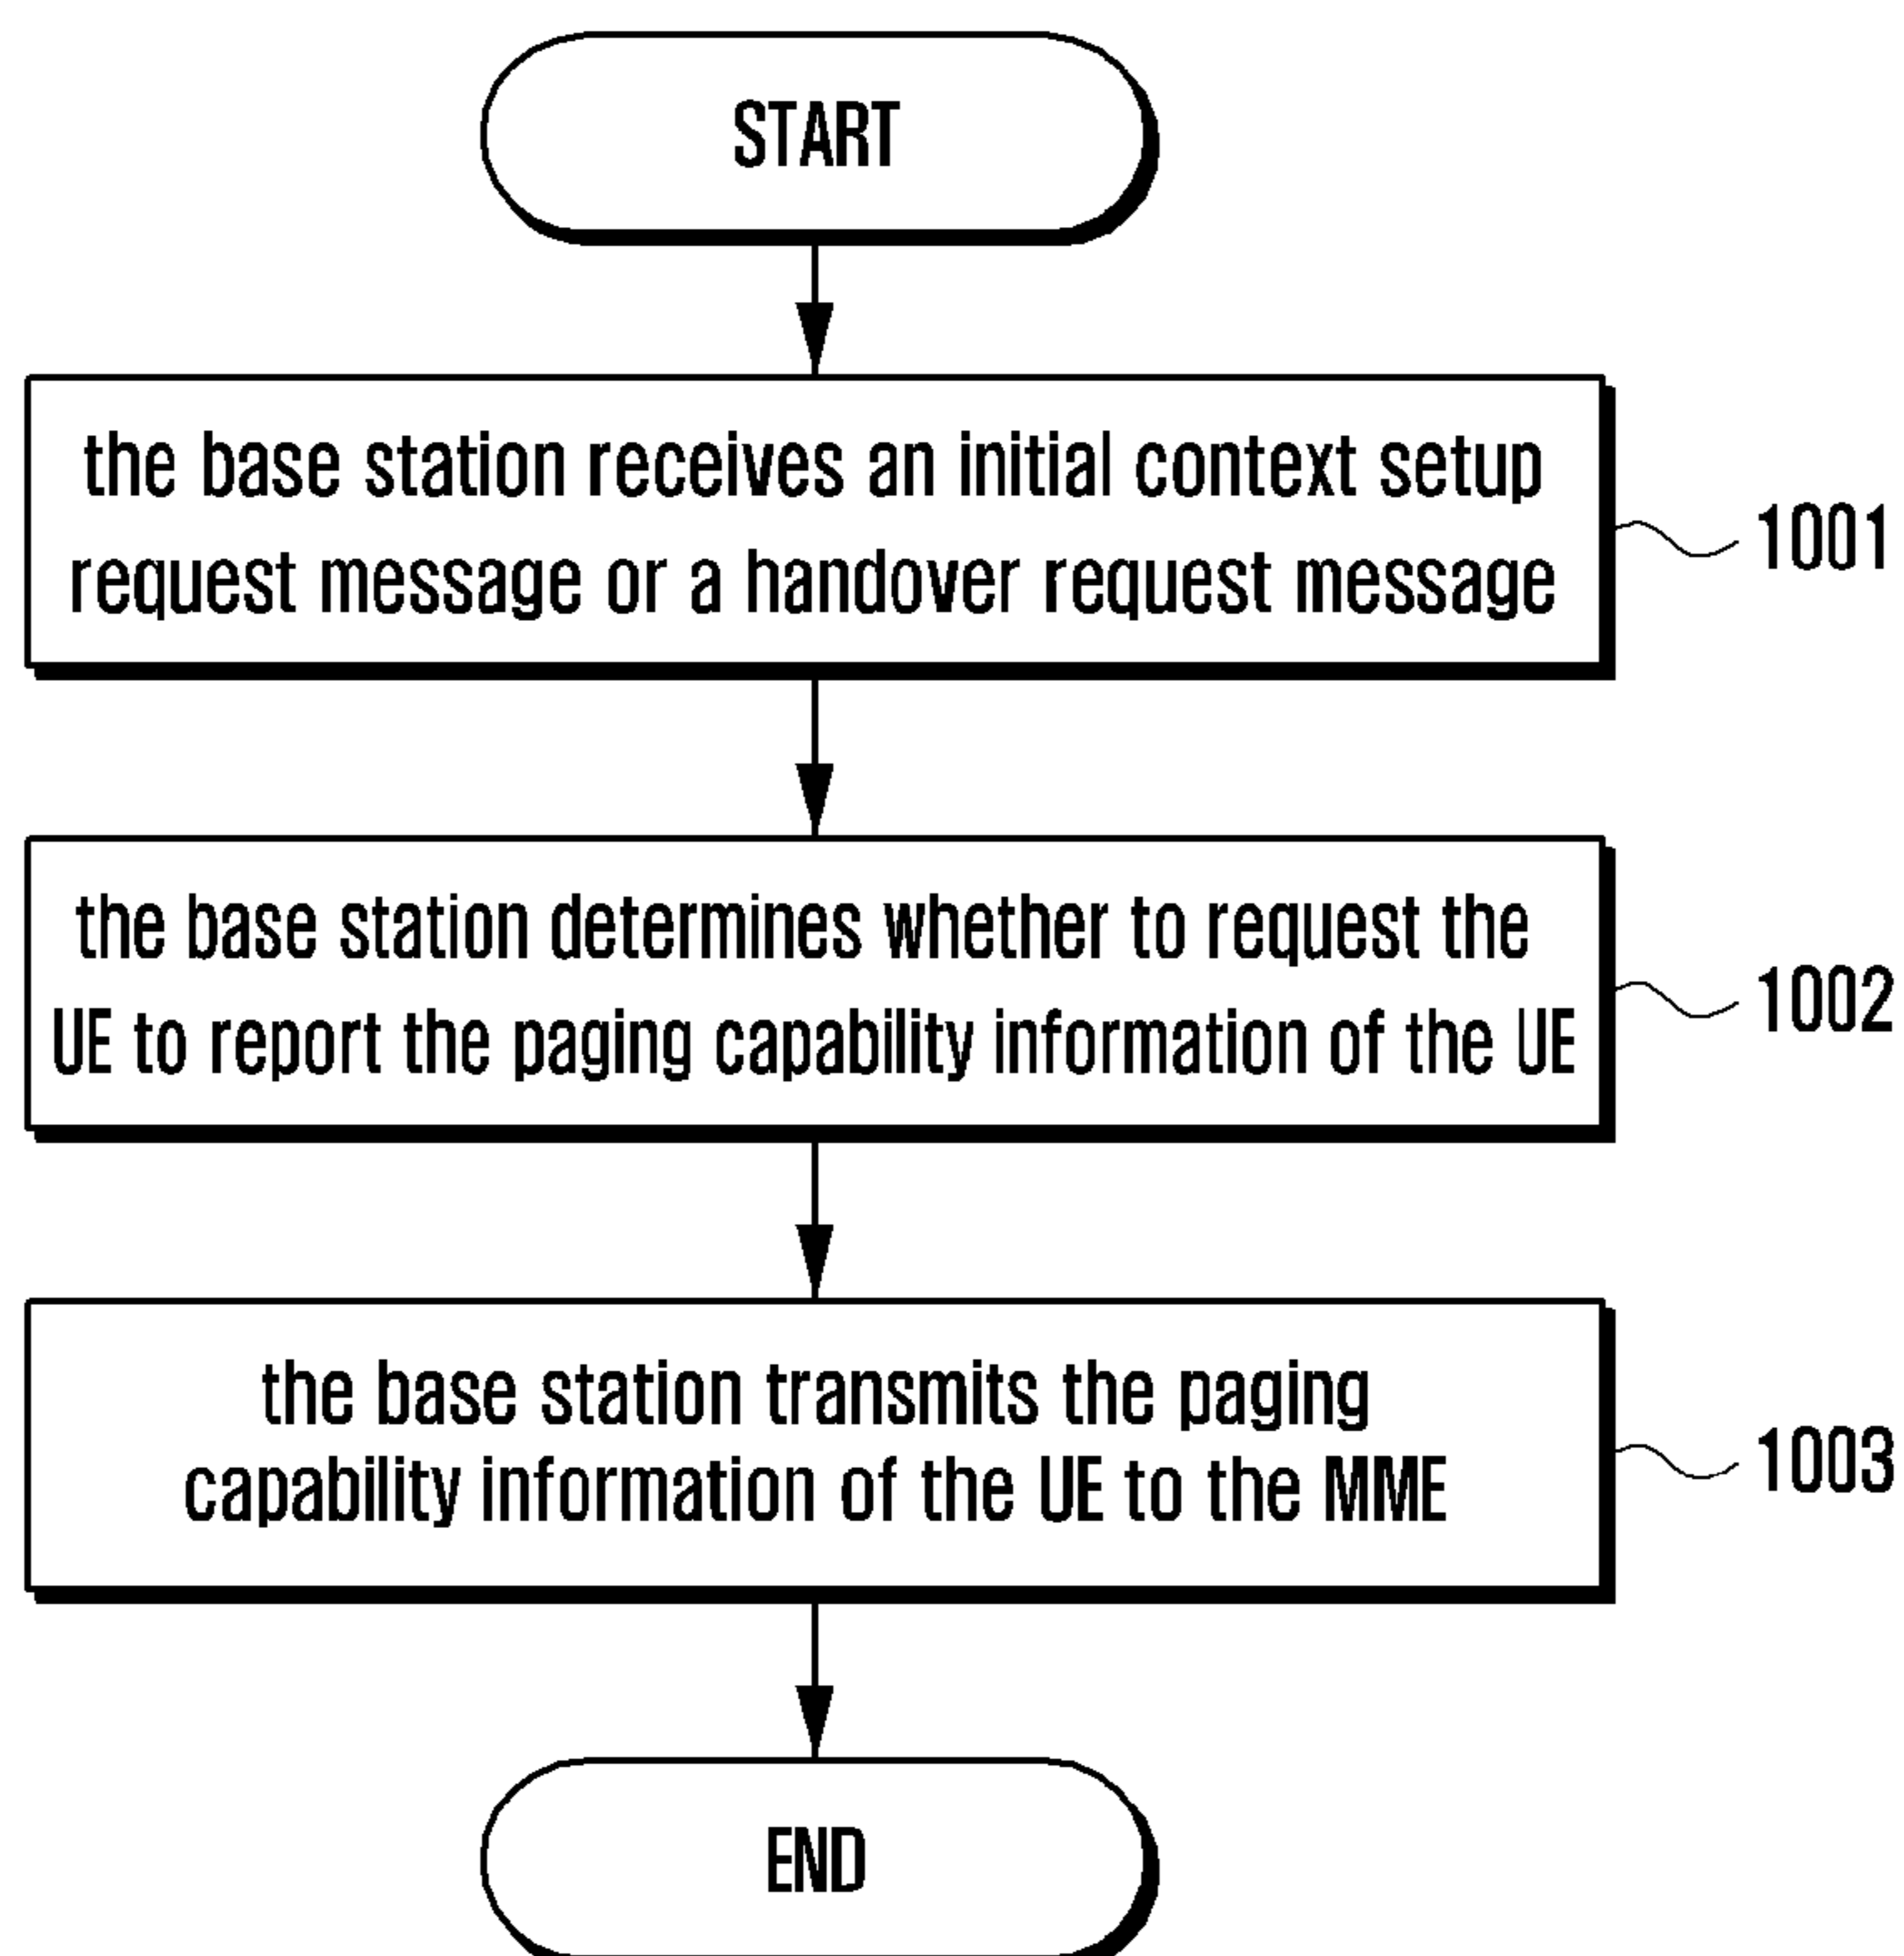 START
the base station receives an initial context setup
request message or a handover request message
1001
the base station determines whether to request the
UE to report the paging capability information of the UE
1002
the base station transmits the paging
capability information of the UE to the MME
1003
END